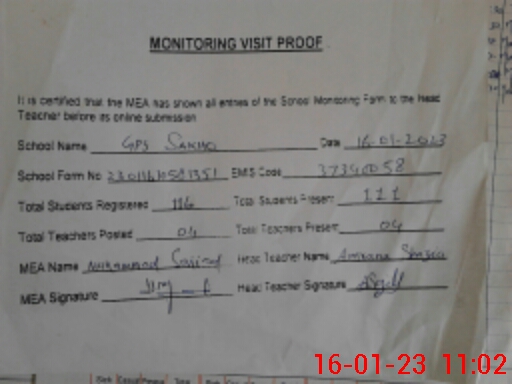 MONITORING VISIT PROOF
It is certified that the MEA has shown all entries of the School Monitoring Form to the Head
Teacher before its online submission
School Name GPS Date 16-01-2023
School Form No EMIS Code 37340058
Total Students Registered 116 Total Students Present 111
Total Teachers Posted 04 Total Teachers Present 04
MEA Name Muhammad Head Teacher Name
MEA Signature Head Teacher Signature
16-01-23 11:02